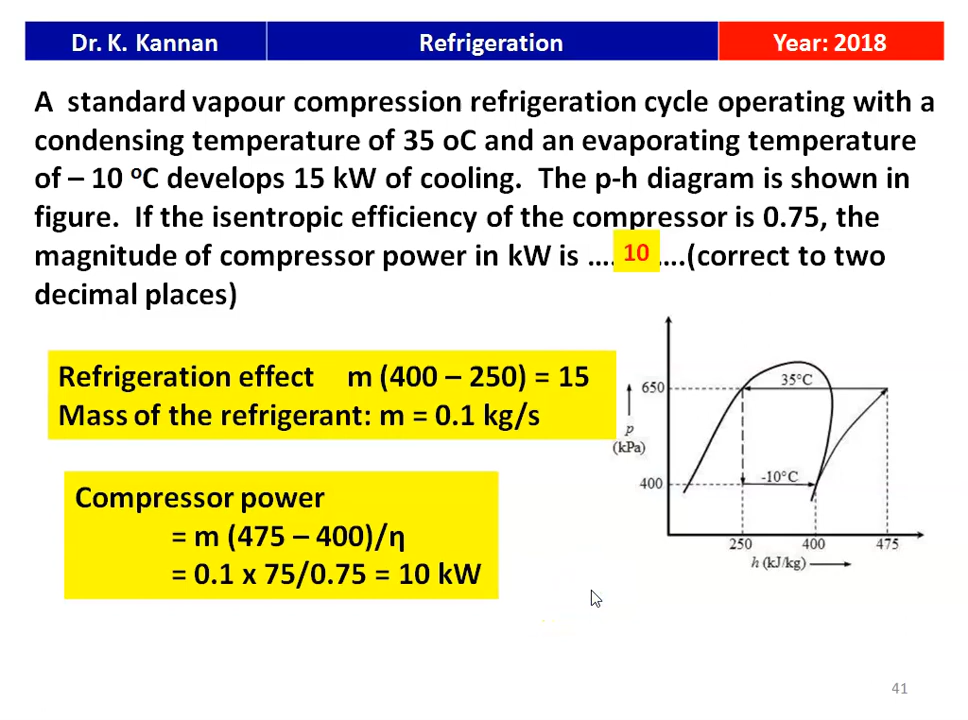 Dr. K. Kannan
Refrigeration
Year: 2018
A standard vapour compression refrigeration cycle operating with a
condensing temperature of 35 oC and an evaporating temperature
of – 10 ºC develops 15 kW of cooling. The p-h diagram is shown in
figure. If the isentropic efficiency of the compressor is 0.75, the
magnitude of compressor power in kW is …. 10 ….(correct to two
decimal places)
Refrigeration effect m (400 – 250) = 15
Mass of the refrigerant: m = 0.1 kg/s
Compressor power
= m (475 – 400)/η
= 0.1 x 75/0.75 = 10 kW
35°C
650
p
(kPa)
-10°C
400
250 400 475
h (kJ/kg)
41